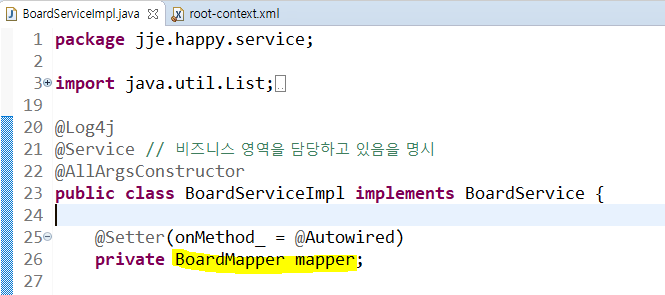 BoardServiceImpl.java root-context.xml
1 package jje.happy.service;
2
3 import java.util.List;
19
20 @Log4j
21 @Service // 비즈니스 영역을 담당하고 있음을 명시
22 @AllArgsConstructor
23 public class BoardServiceImpl implements BoardService {
24
25 @Setter(onMethod_ = @Autowired)
26 private BoardMapper mapper;
27